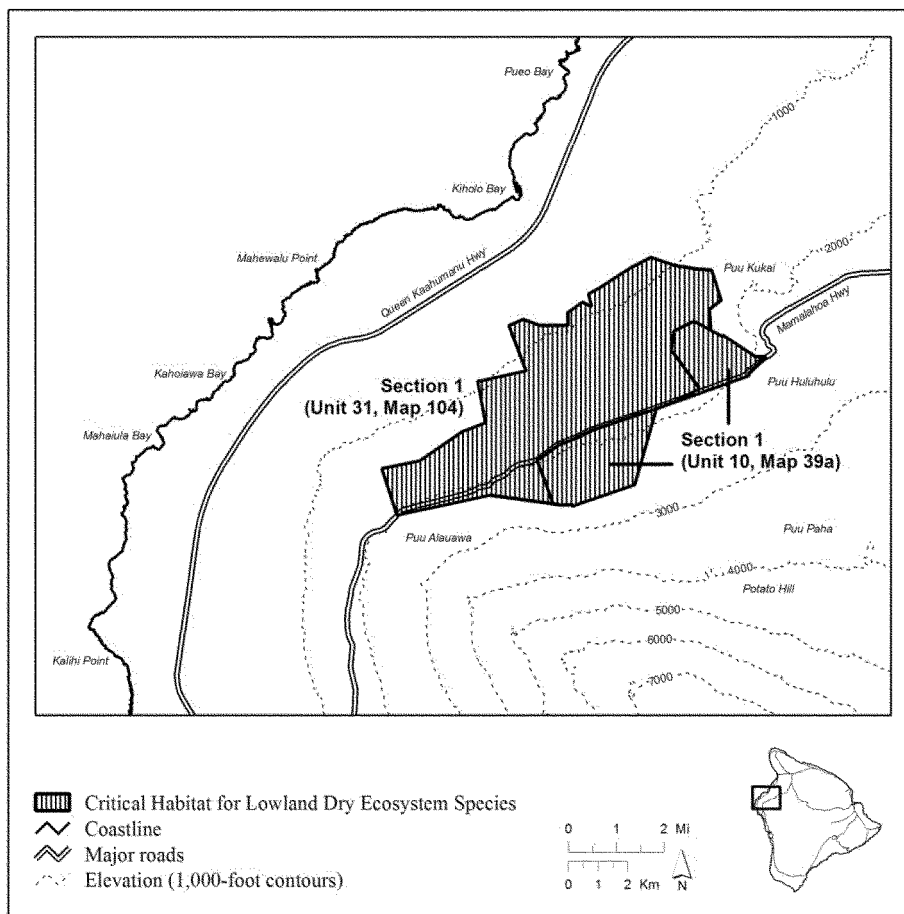 Pueo Bay
1000
Kiholo Bay
Mahewalu Point
2000
Puu Kukai
Queen Kaahumanu Hwy
Mamalahoa Hwy
Kahoiawa Bay
Section 1
(Unit 31, Map 104)
Puu Huluhulu
Mahaiula Bay
Section 1
(Unit 10, Map 39a)
3000
Puu Alauawa
Puu Paha
4000
Potato Hill
5000
6000
Kalihi Point
7000
Critical Habitat for Lowland Dry Ecosystem Species
Coastline
Major roads
Elevation (1,000-foot contours)
0 1 2 Mi
0 1 2 Km
N